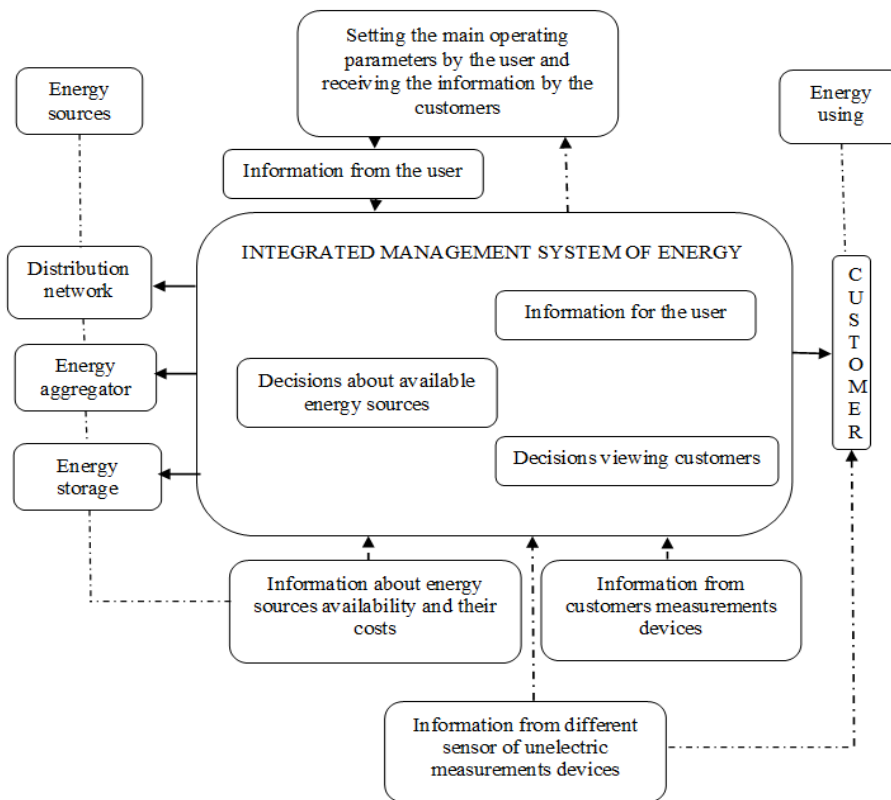 Setting the main operating
parameters by the user and
receiving the information by the
customers
Energy
sources
Energy
using
Information from the user
INTEGRATED MANAGEMENT SYSTEM OF ENERGY
Distribution
network
Information for the user
Energy
aggregator
Decisions about available
energy sources
CUSTOMER
Energy
storage
Decisions viewing customers
Information about energy
sources availability and their
costs
Information from
customers measurements
devices
Information from different
sensor of unelectric
measurements devices